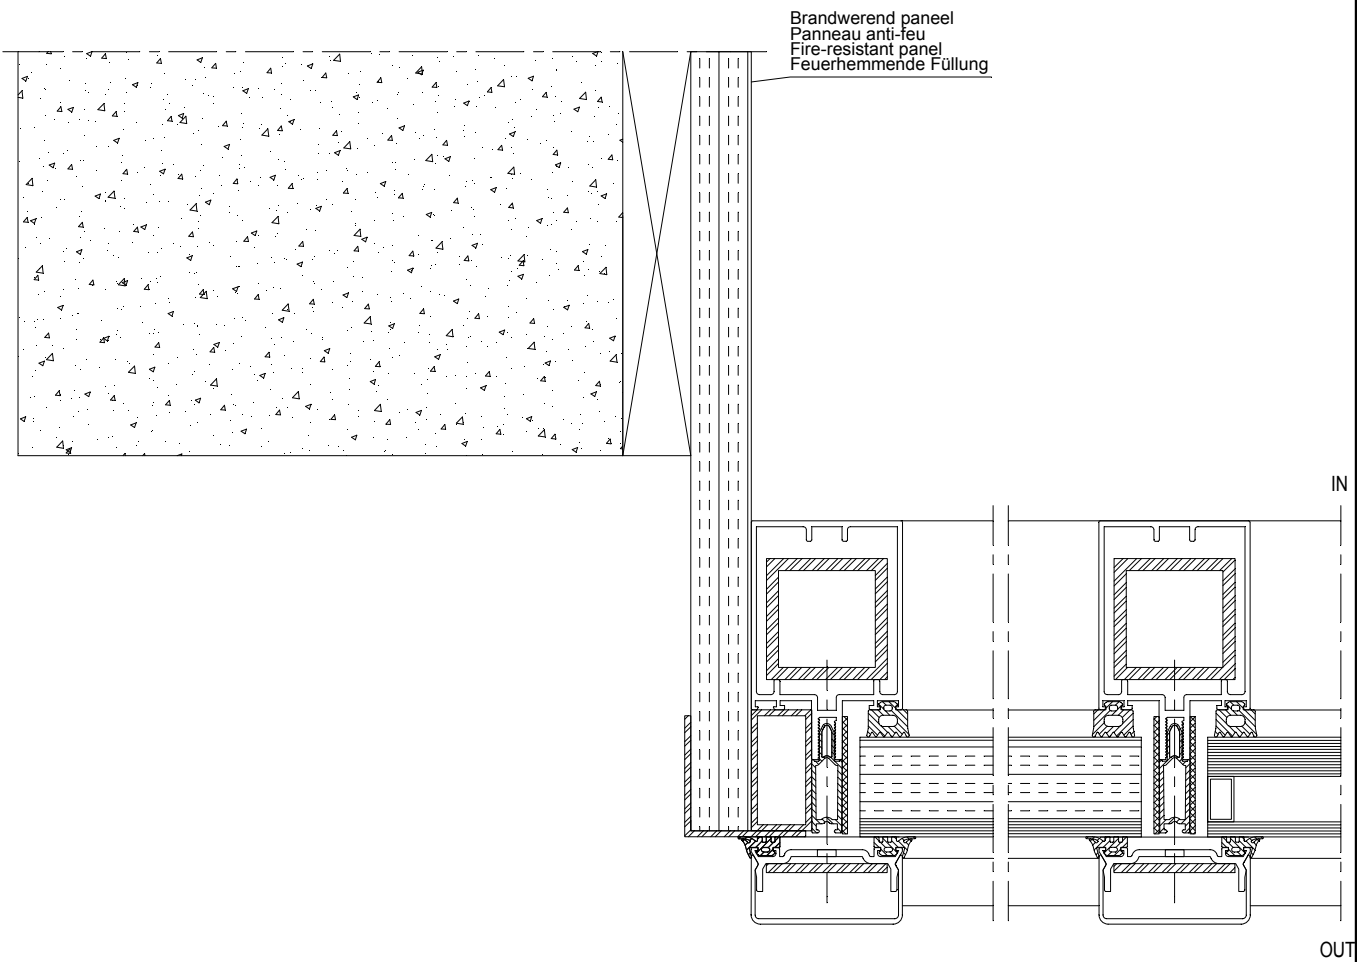 Brandwerend paneel
Panneau anti-feu
Fire-resistant panel
Feuerhemmende Füllung
IN
OUT